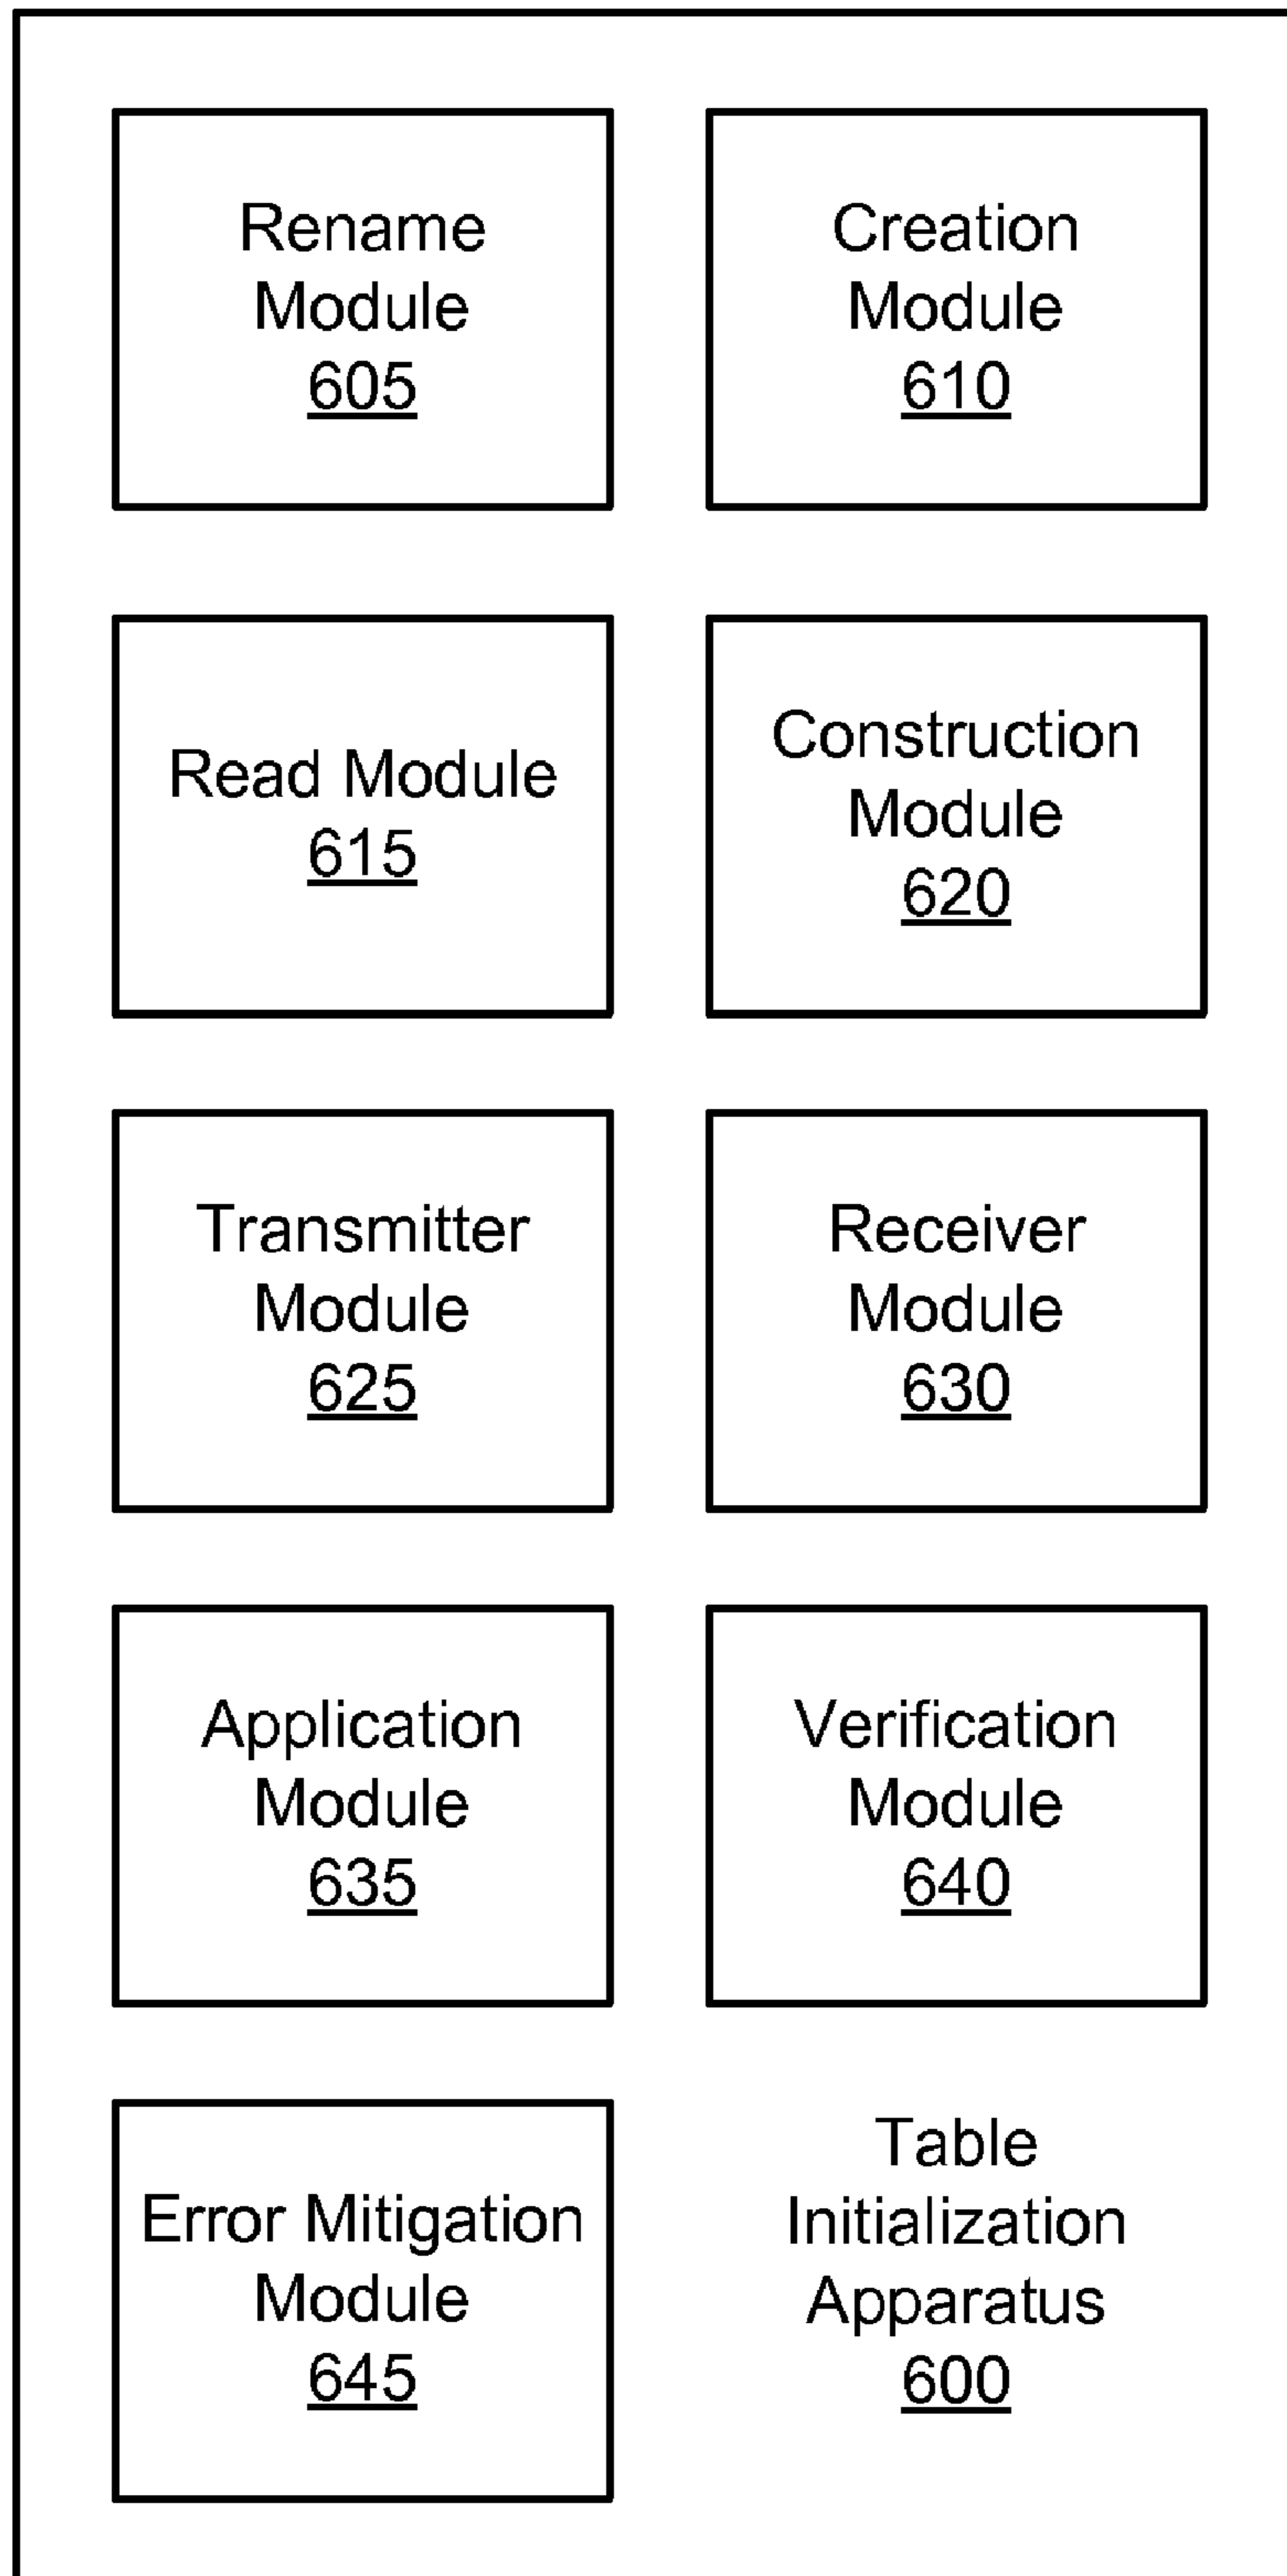 Rename
Module
605
Creation
Module
610
Read Module
615
Construction
Module
620
Transmitter
Module
625
Receiver
Module
630
Application
Module
635
Verification
Module
640
Error Mitigation
Module
645
Table
Initialization
Apparatus
600